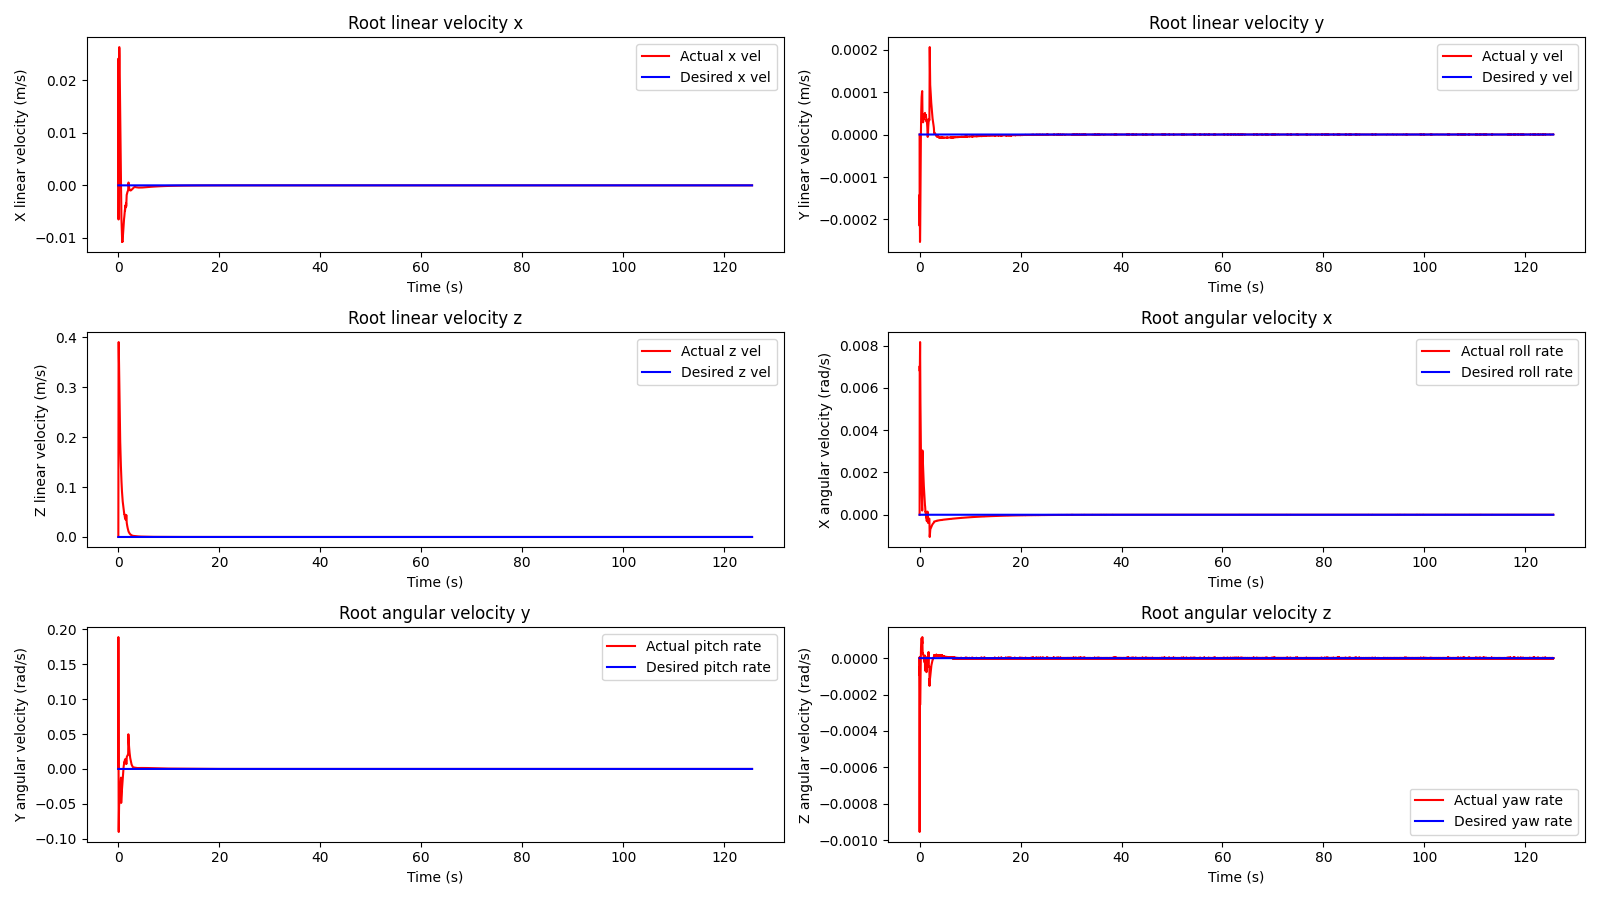 Root linear velocity x
X linear velocity (m/s)
0.02
0.01
0.00
−0.01
Actual x vel
Desired x vel
0 20 40 60 80 100 120
Time (s)
Root linear velocity y
Y linear velocity (m/s)
0.0002
0.0001
0.0000
−0.0001
−0.0002
Actual y vel
Desired y vel
0 20 40 60 80 100 120
Time (s)
Root linear velocity z
Z linear velocity (m/s)
0.4
0.3
0.2
0.1
0.0
Actual z vel
Desired z vel
0 20 40 60 80 100 120
Time (s)
Root angular velocity x
X angular velocity (rad/s)
0.008
0.006
0.004
0.002
0.000
Actual roll rate
Desired roll rate
0 20 40 60 80 100 120
Time (s)
Root angular velocity y
Y angular velocity (rad/s)
0.20
0.15
0.10
0.05
0.00
−0.05
−0.10
Actual pitch rate
Desired pitch rate
0 20 40 60 80 100 120
Time (s)
Root angular velocity z
Z angular velocity (rad/s)
0.0000
−0.0002
−0.0004
−0.0006
−0.0008
−0.0010
Actual yaw rate
Desired yaw rate
0 20 40 60 80 100 120
Time (s)